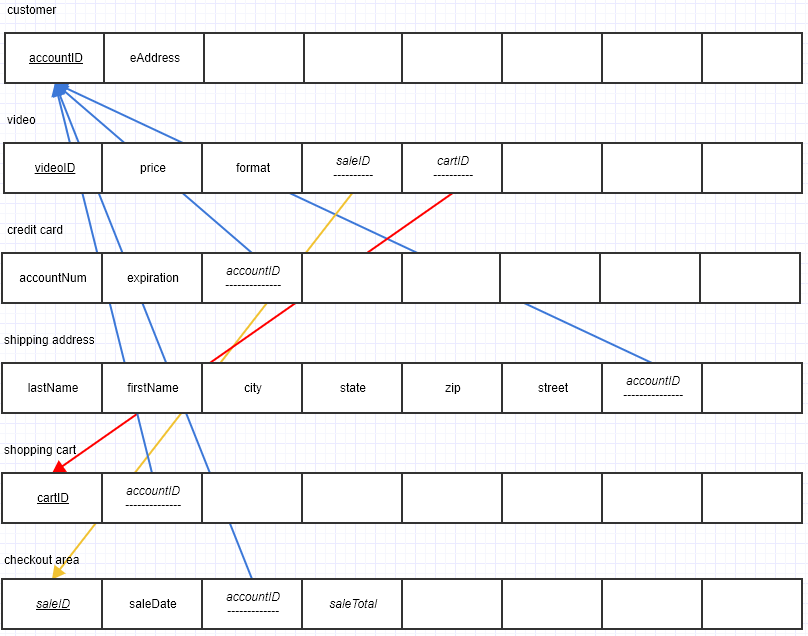 customer
accountID eAddress
video
videoID price format saleID cartID
---------- ----------
credit card
accountNum expiration accountID
--------------
shipping address
lastName firstName city state zip street accountID
---------------
shopping cart
cartID accountID
--------------
checkout area
saleID saleDate accountID saleTotal
-------------